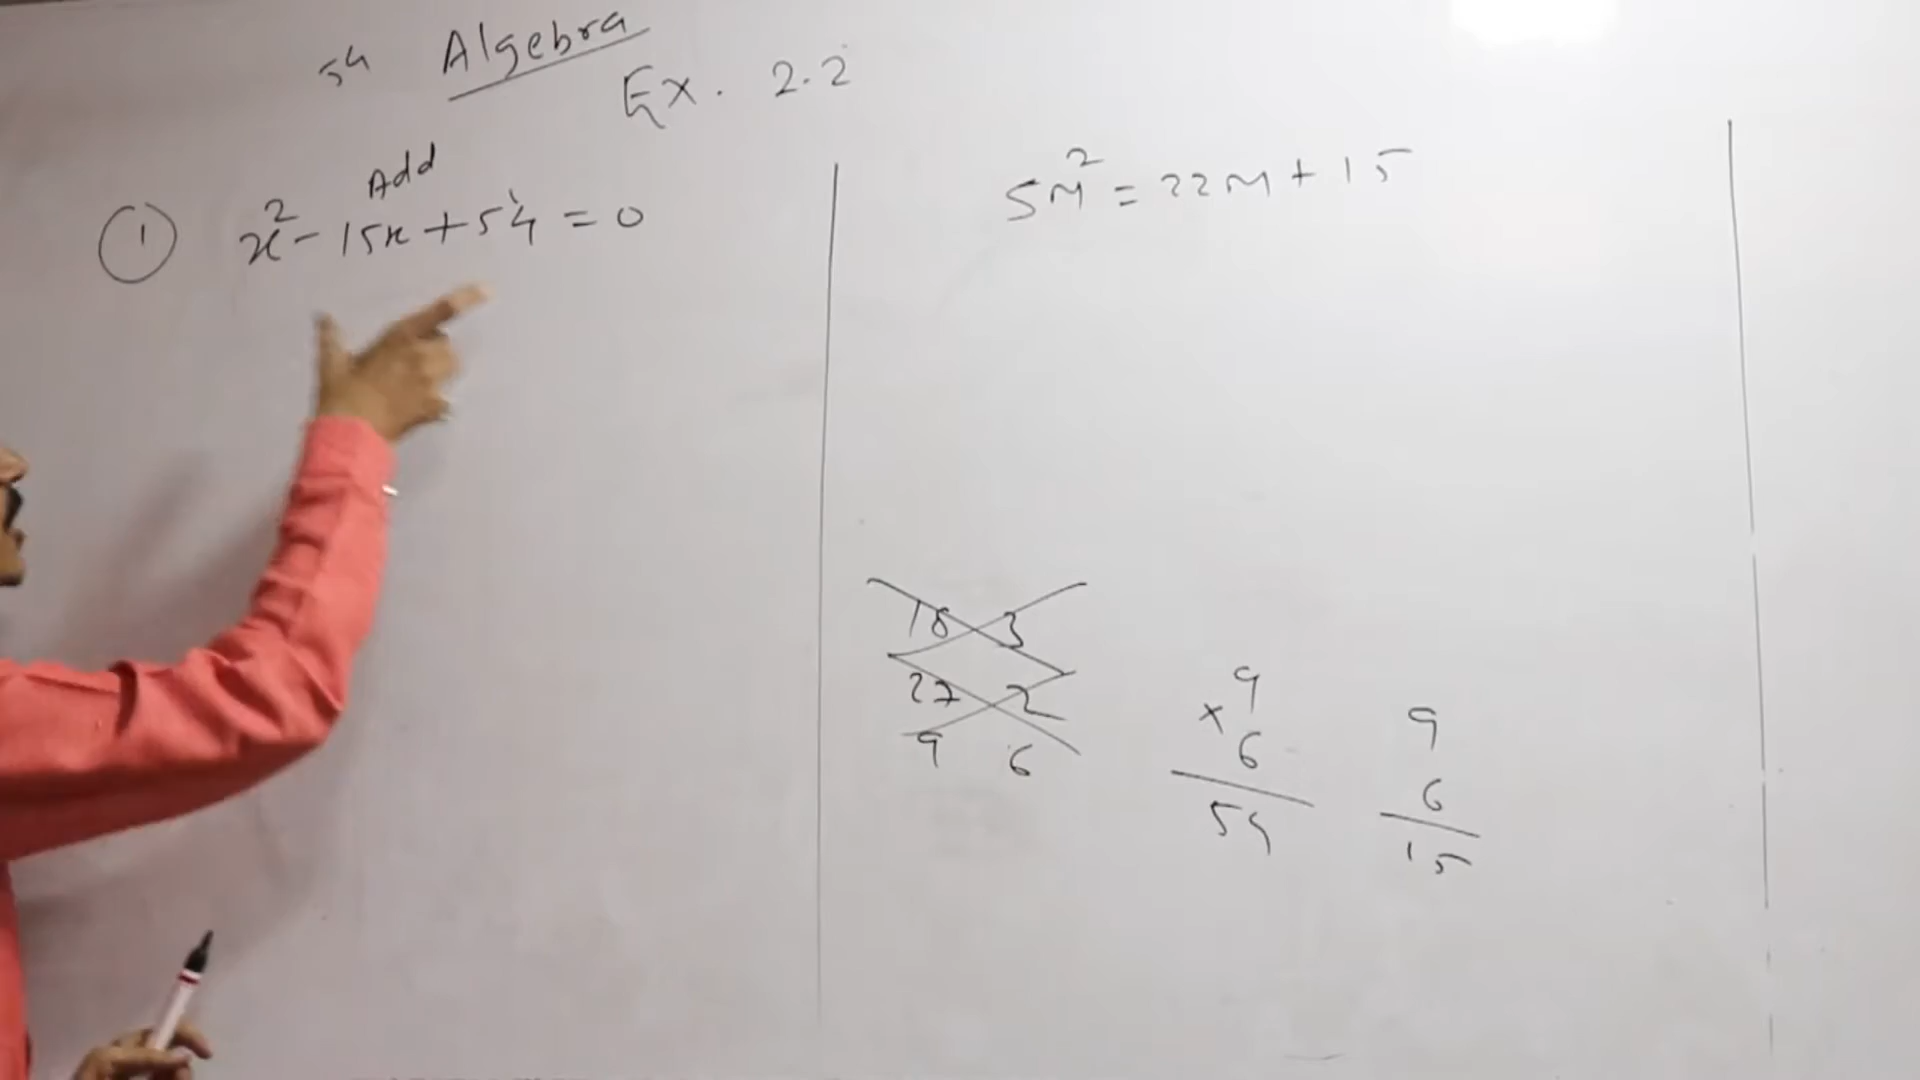 54 Algebra
Ex. 2.2
Add
① x² - 15x + 54 = 0
5m² = 22m + 15
18 3
27 2
9 6
9
× 6
54
9
6
15